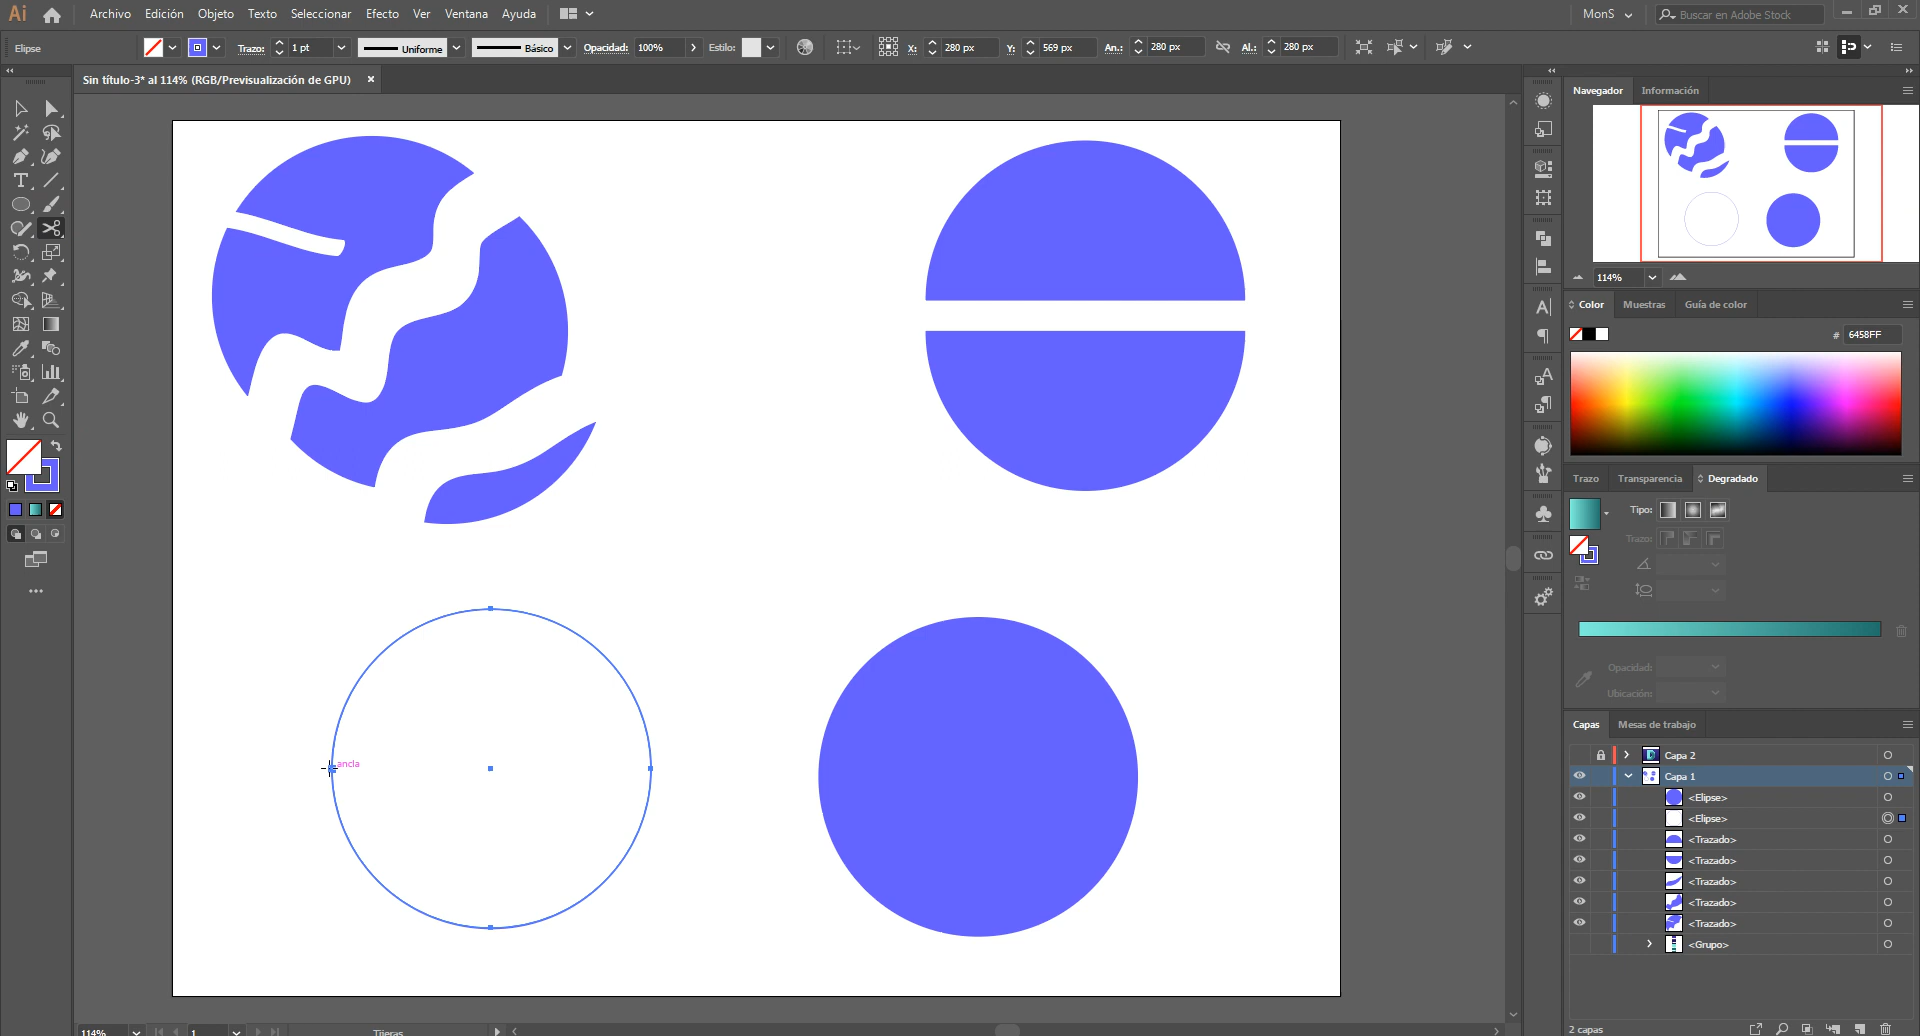 Ai Archivo Edición Objeto Texto Seleccionar Efecto Ver Ventana Ayuda MonS Buscar en Adobe Stock
Elipse Trazo: 1 pt Uniforme Básico Opacidad: 100% Estilo: X: 280 px Y: 569 px An.: 280 px Al.: 280 px
Sin título-3* al 114% (RGB/Previsualización de GPU) ×
Navegador Información
114%
Color Muestras Guía de color
# 6458FF
Trazo Transparencia Degradado
Tipo:
Trazo:
Opacidad:
Ubicación:
ancla
Capas Mesas de trabajo
Capa 2
Capa 1
<Elipse>
<Elipse>
<Trazado>
<Trazado>
<Trazado>
<Trazado>
<Trazado>
<Grupo>
2 capas
114% 1 Tijeras